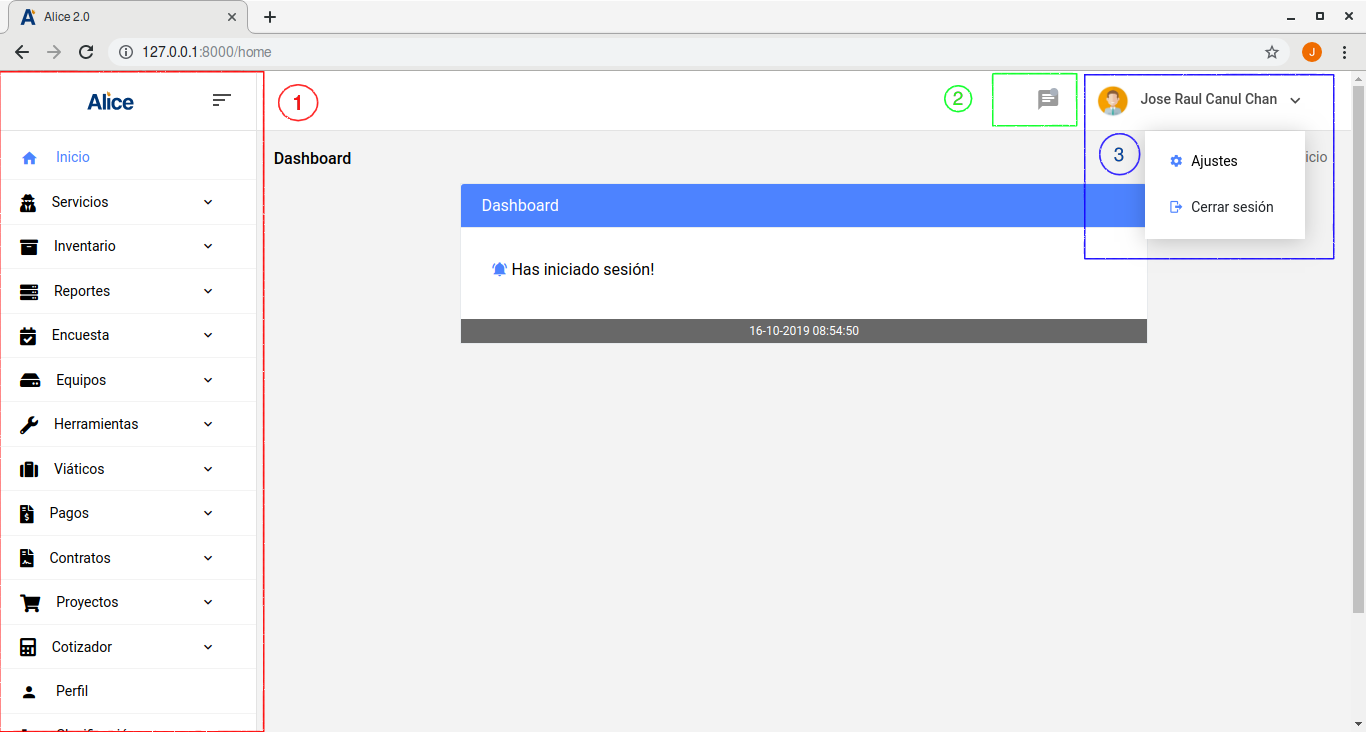 Alice 2.0
127.0.0.1:8000/home
J
Alice
1
2
Jose Raul Canul Chan
3
Ajustes
Cerrar sesión
Dashboard
icio
Inicio
Servicios
Inventario
Reportes
Encuesta
Equipos
Herramientas
Viáticos
Pagos
Contratos
Proyectos
Cotizador
Perfil
Dashboard
Has iniciado sesión!
16-10-2019 08:54:50